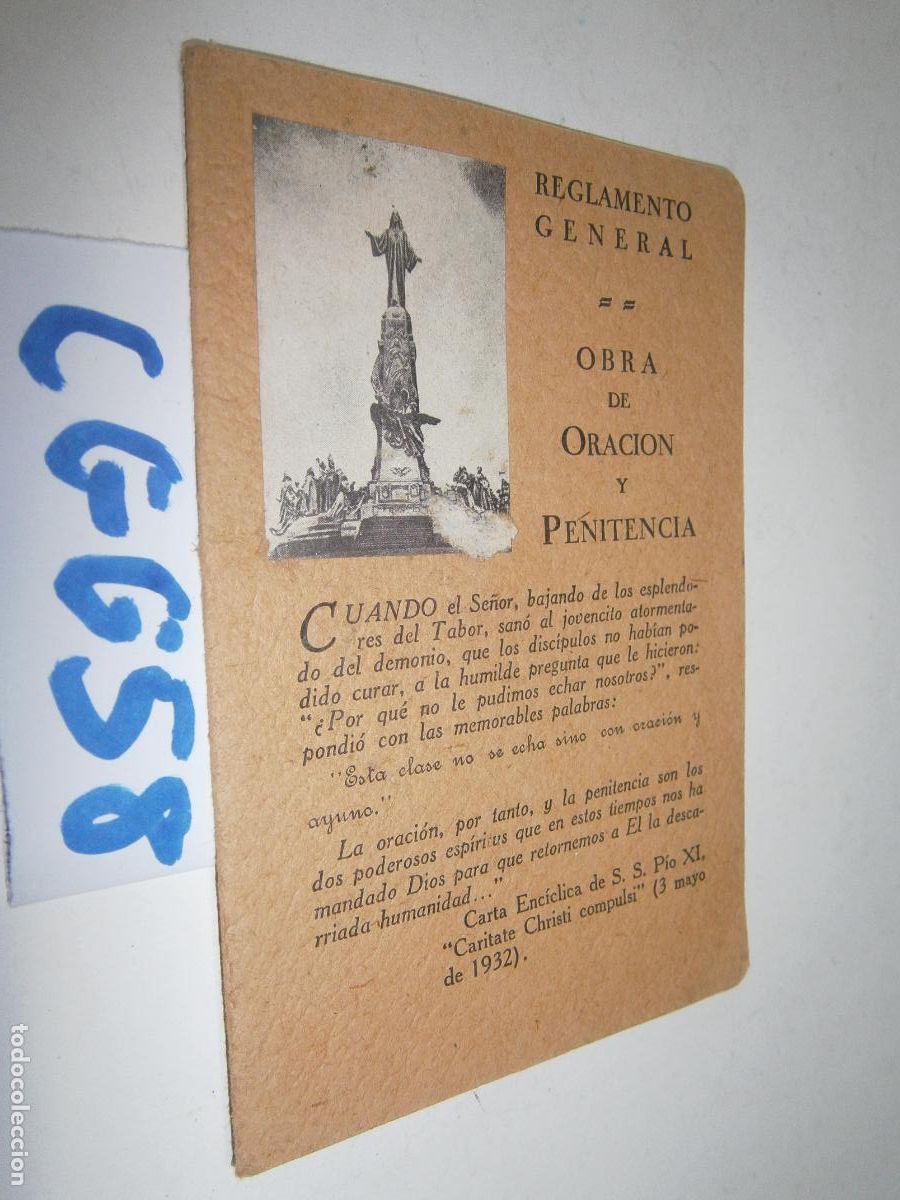 CGG58
REGLAMENTO
GENERAL
= =
OBRA
DE
ORACION
Y
PENITENCIA
CUANDO el Señor, bajando de los esplendo-
res del Tabor, sanó al jovencito atormenta-
do del demonio, que los discípulos no habían po-
dido curar, a la humilde pregunta que le hicieron:
"¿Por qué no le pudimos echar nosotros?", res-
pondió con las memorables palabras:
"Esta clase no se echa sino con oración y
ayuno."
La oración, por tanto, y la penitencia son los
dos poderosos espíritus que en estos tiempos nos ha
mandado Dios para que retornemos a El la desca-
rriada humanidad..."
Carta Encíclica de S. S. Pío XI,
"Caritate Christi compulsi" (3 mayo
de 1932).
todocoleccion